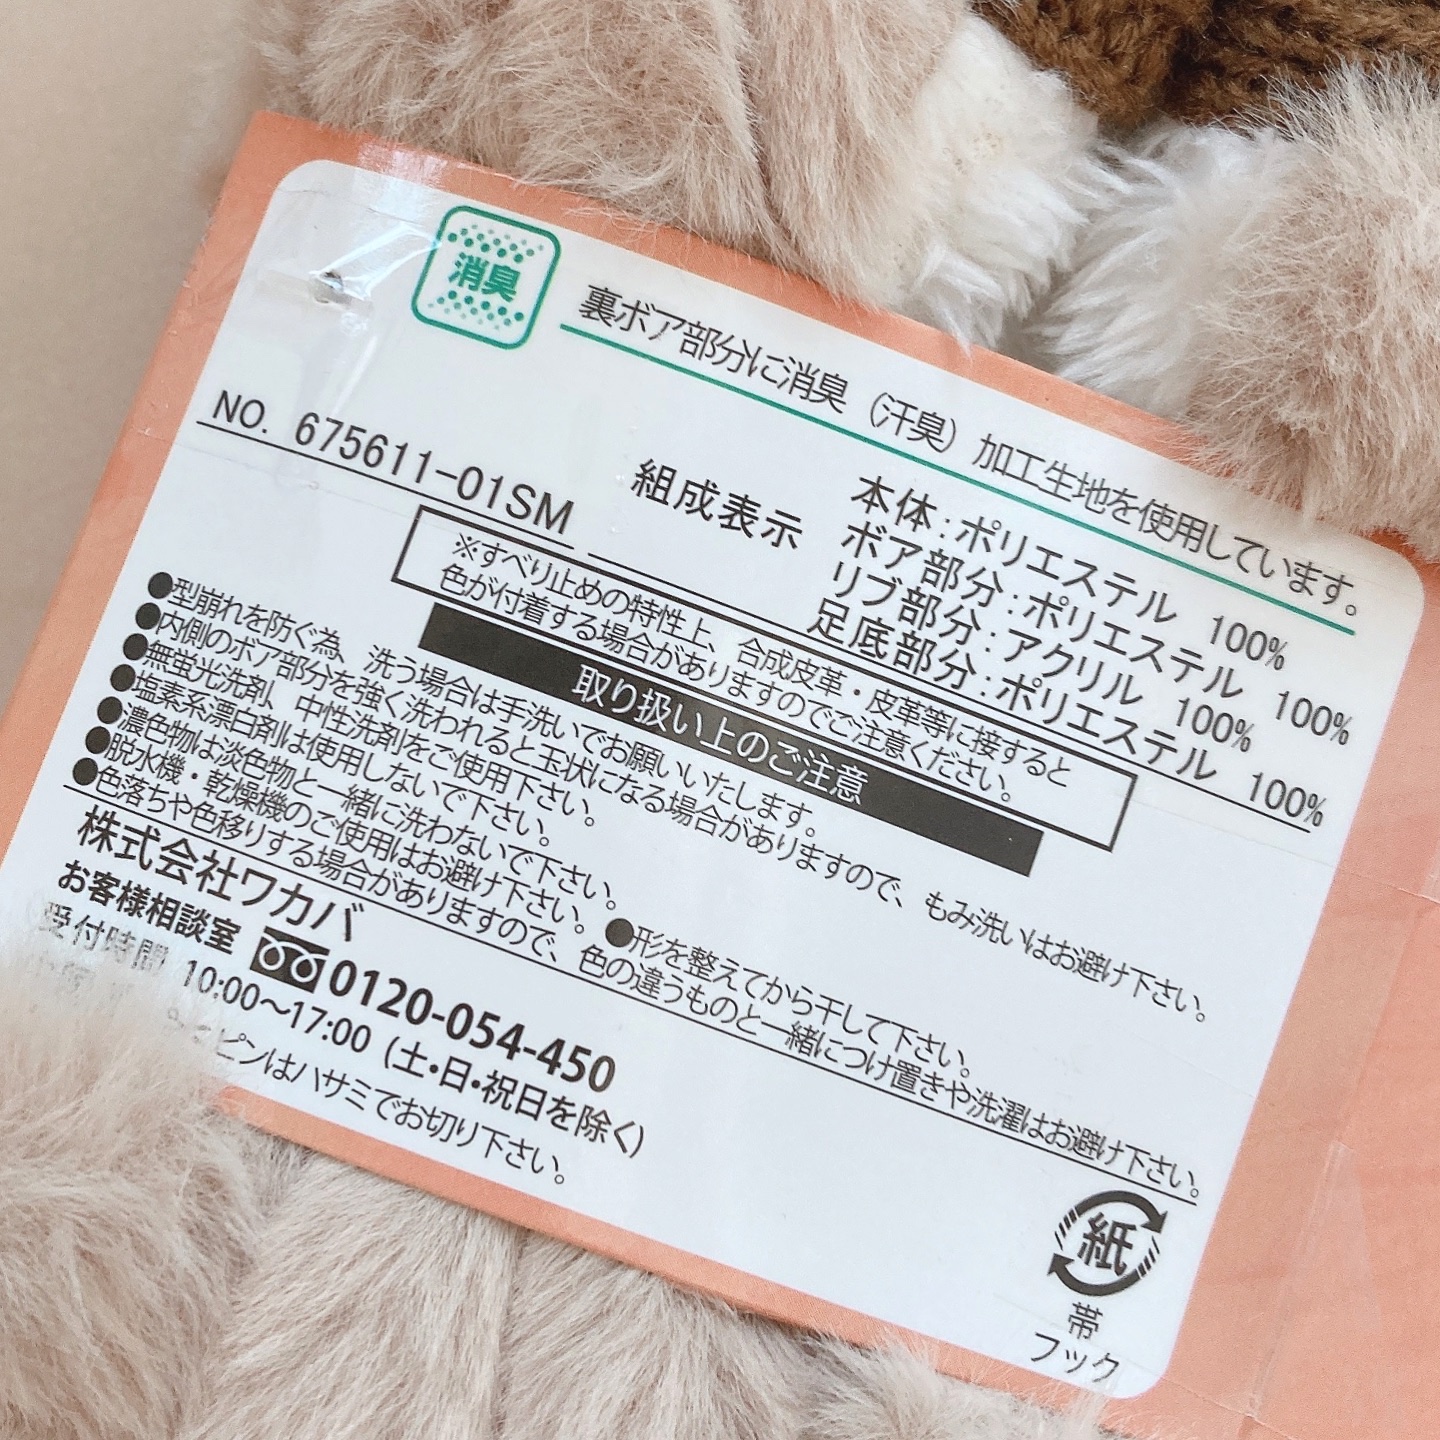 消臭
裏ボア部分に消臭（汗臭）加工生地を使用しています。
NO. 675611-01SM
組成表示
本体：ポリエステル 100%
ボア部分：ポリエステル 100%
リブ部分：アクリル 100%
足底部分：ポリエステル 100%
※すべり止めの特性上、合成皮革・皮革等に接すると
色が付着する場合がありますのでご注意ください。
取り扱い上のご注意
●型崩れを防ぐ為、洗う場合は手洗いでお願いいたします。
●内側のボア部分を強く洗われると玉状になる場合がありますので、もみ洗いはお避け下さい。
●無蛍光洗剤、中性洗剤をご使用下さい。
●塩素系漂白剤は使用しないで下さい。
●濃色物は淡色物と一緒に洗わないで下さい。
●脱水機・乾燥機のご使用はお避け下さい。●形を整えてから干して下さい。
●色落ちや色移りする場合がありますので、色の違うものと一緒につけ置きや洗濯はお避け下さい。
株式会社ワカバ
お客様相談室 0120-054-450
受付時間 10:00〜17:00（土・日・祝日を除く）
ピンはハサミでお切り下さい。
紙
帯
フック